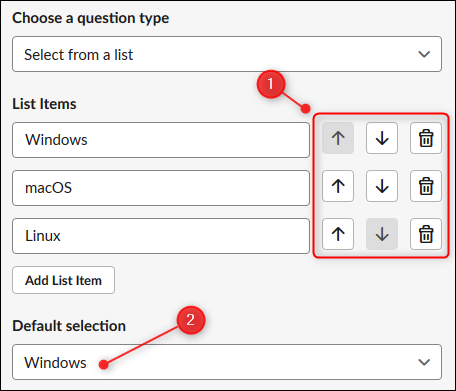 Choose a question type
Select from a list
1
List Items
Windows
macOS
Linux
Add List Item
Default selection
2
Windows